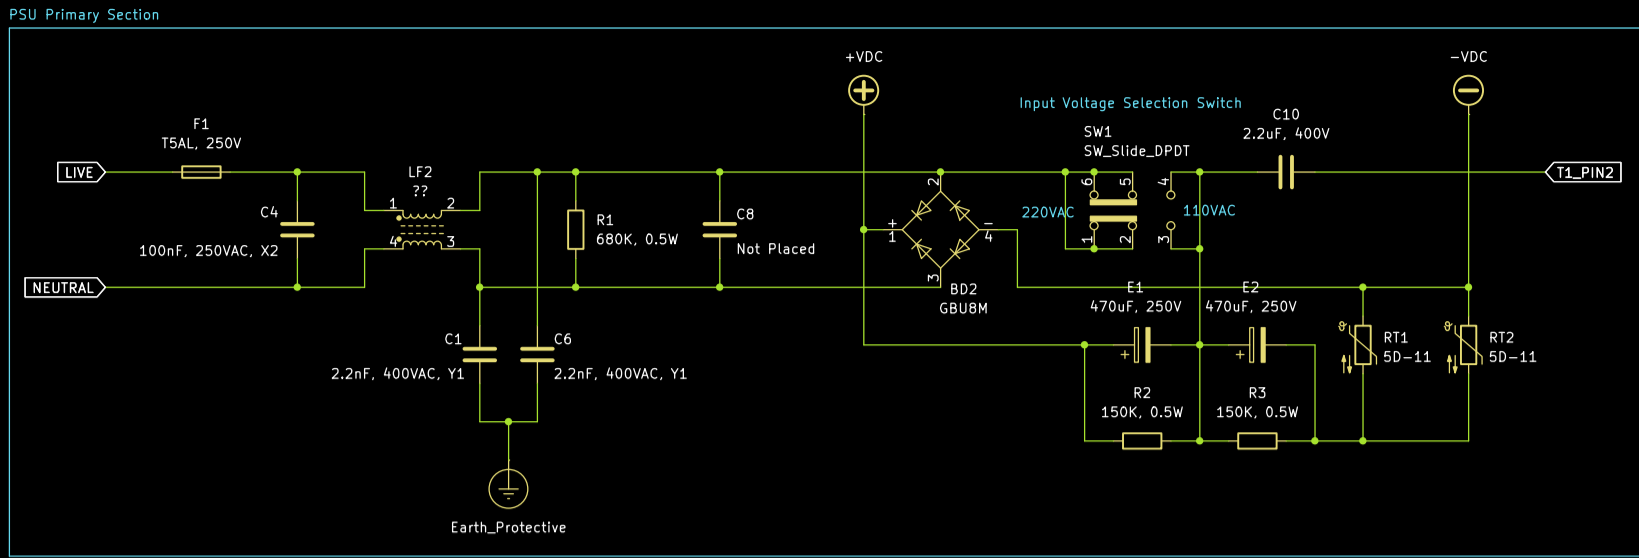 PSU Primary Section
+VDC
-VDC
Input Voltage Selection Switch
F1
T5AL, 250V
C10
2.2uF, 400V
SW1
SW_Slide_DPDT
LIVE
LF2
??
T1_PIN2
1
2
4
3
C4
100nF, 250VAC, X2
R1
680K, 0.5W
C8
Not Placed
2
+
1
-
4
3
BD2
GBU8M
6
5
4
220VAC
110VAC
1
2
3
NEUTRAL
E1
470uF, 250V
E2
470uF, 250V
C1
2.2nF, 400VAC, Y1
C6
2.2nF, 400VAC, Y1
+
+
θ
RT1
5D-11
θ
RT2
5D-11
R2
150K, 0.5W
R3
150K, 0.5W
Earth_Protective